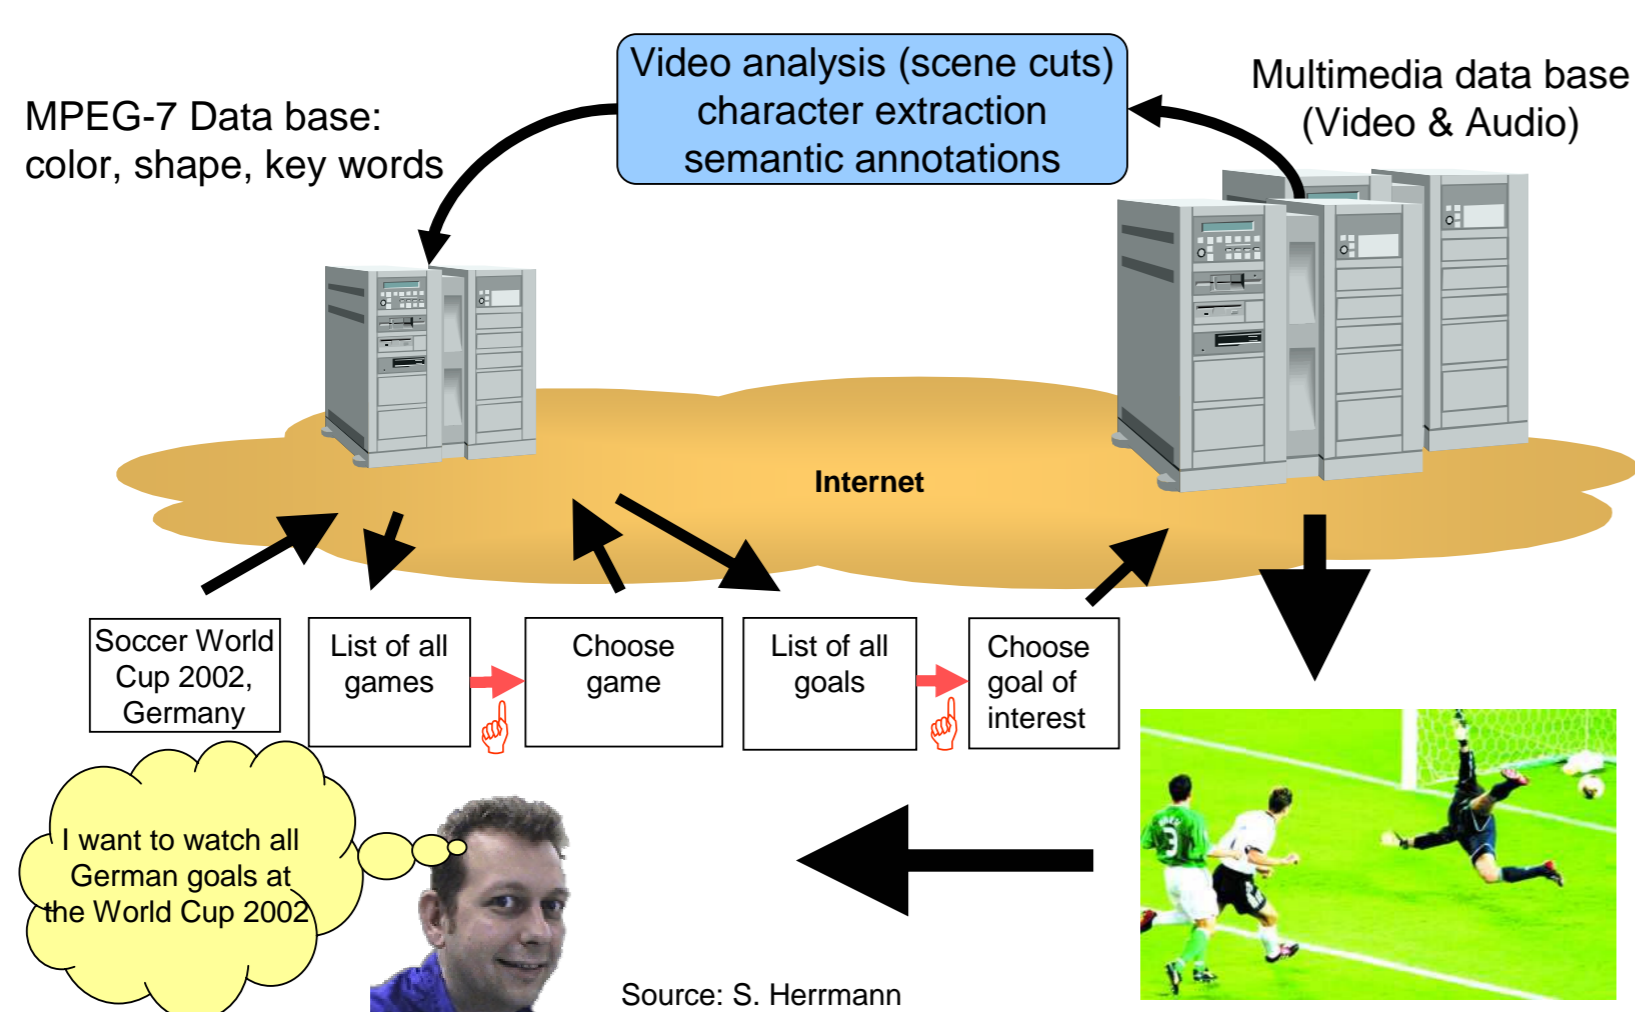 Video analysis (scene cuts)
character extraction
semantic annotations
Multimedia data base
(Video & Audio)
MPEG-7 Data base:
color, shape, key words
Internet
Soccer World
Cup 2002,
Germany
List of all
games
Choose
game
List of all
goals
Choose
goal of
interest
I want to watch all
German goals at
the World Cup 2002
3
Source: S. Herrmann